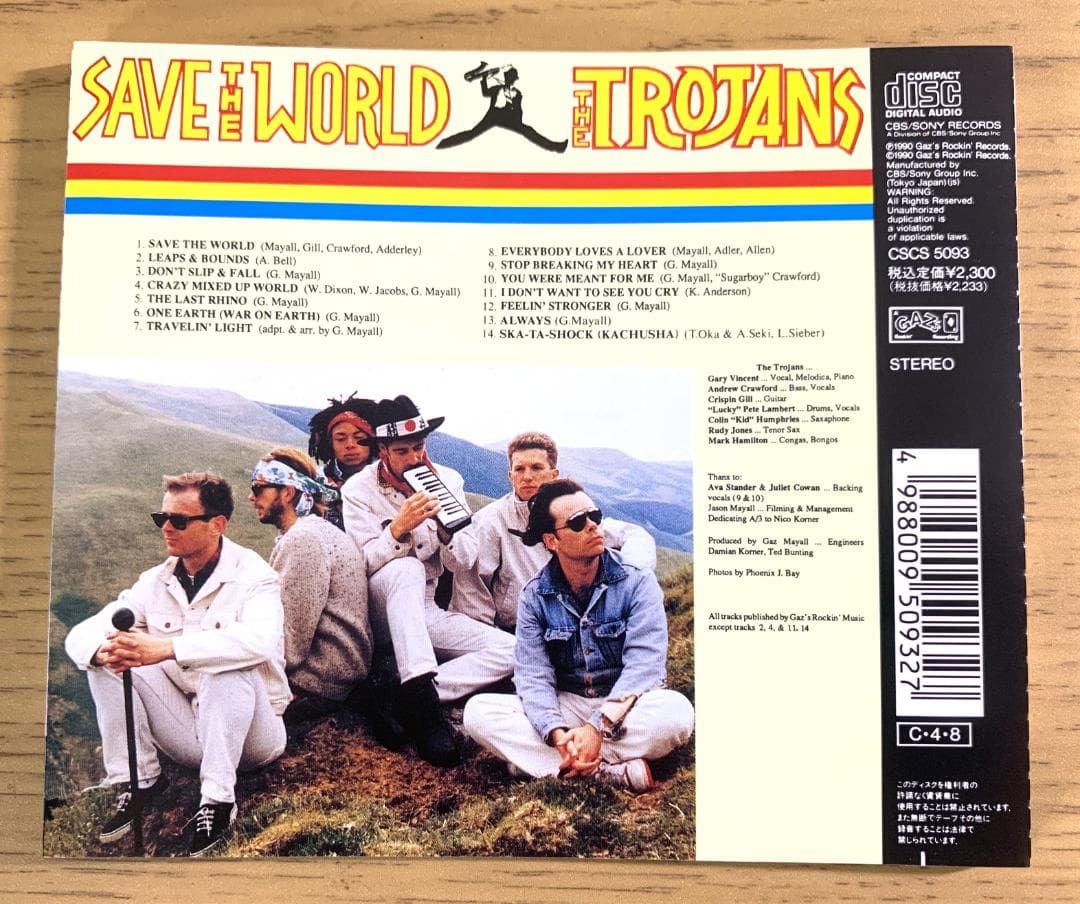 SAVE THE WORLD THE TROJANS
1. SAVE THE WORLD (Mayall, Gill, Crawford, Adderley)
2. LEAPS & BOUNDS (A. Bell)
3. DON'T SLIP & FALL (G. Mayall)
4. CRAZY MIXED UP WORLD (W. Dixon, W. Jacobs, G. Mayall)
5. THE LAST RHINO (G. Mayall)
6. ONE EARTH (WAR ON EARTH) (G. Mayall)
7. TRAVELIN' LIGHT (adpt. & arr. by G. Mayall)
8. EVERYBODY LOVES A LOVER (Mayall, Adler, Allen)
9. STOP BREAKING MY HEART (G. Mayall)
10. YOU WERE MEANT FOR ME (G. Mayall, "Sugarboy" Crawford)
11. I DON'T WANT TO SEE YOU CRY (K. Anderson)
12. FEELIN' STRONGER (G. Mayall)
13. ALWAYS (G.Mayall)
14. SKA-TA-SHOCK (KACHUSHA) (T.Oka & A.Seki, L.Sieber)
The Trojans ...
Gary Vincent ... Vocal, Melodica, Piano
Andrew Crawford ... Bass, Vocals
Crispin Gill ... Guitar
"Lucky" Pete Lambert ... Drums, Vocals
Colin "Kid" Humphries ... Saxaphone
Rudy Jones ... Tenor Sax
Mark Hamilton ... Congas, Bongos
Thanx to:
Ava Stander & Juliet Cowan ... Backing
vocals (9 & 10)
Jason Mayall ... Filming & Management
Dedicating A/3 to Nico Korner
Produced by Gaz Mayall ... Engineers
Damian Korner, Ted Bunting
Photos by Phoenix J. Bay
All tracks published by Gaz's Rockin' Music
except tracks 2, 4, & 11. 14
COMPACT
disc
DIGITAL AUDIO
CBS/SONY RECORDS
A Division of CBS/Sony Group Inc
℗1990 Gaz's Rockin' Records.
©1990 Gaz's Rockin' Records.
Manufactured by
CBS/Sony Group Inc.
(Tokyo Japan)(js)
WARNING:
All Rights Reserved.
Unauthorized
duplication is
a violation
of applicable laws.
CSCS 5093
税込定価¥2,300
(税抜価格¥2,233)
GAZ'S
Rockin' Recording
STEREO
4 988009 509327
C・4・8
このディスクを権利者の
許諾なく賃貸業に
使用することは禁止されています。
また無断でテープその他に
録音することは法律で
禁じられています。